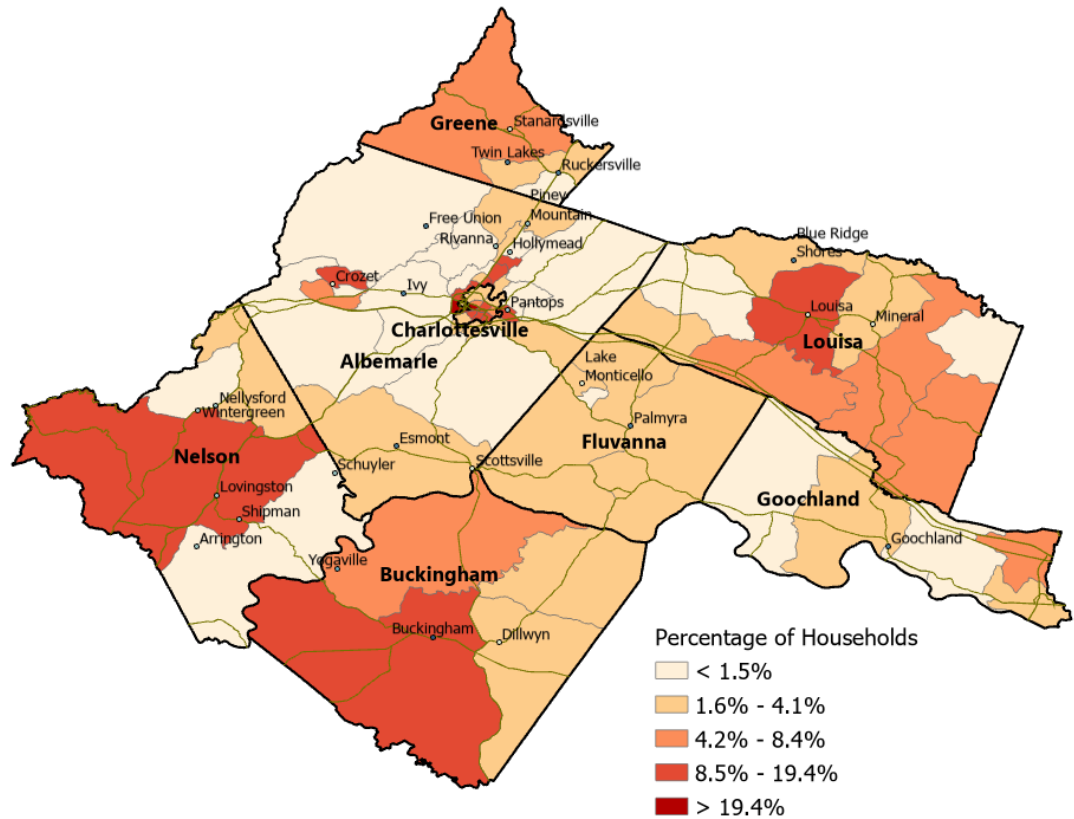 Greene
Stanardsville
Twin Lakes
Ruckersville
Piney
Mountain
Free Union
Rivanna
Hollymead
Blue Ridge
Shores
Crozet
Ivy
Pantops
Louisa
Mineral
Charlottesville
Louisa
Albemarle
Lake
Monticello
Nellysford
Wintergreen
Palmyra
Esmont
Fluvanna
Nelson
Schuyler
Scottsville
Lovingston
Goochland
Shipman
Arrington
Goochland
Yogaville
Buckingham
Buckingham
Dillwyn
Percentage of Households
< 1.5%
1.6% - 4.1%
4.2% - 8.4%
8.5% - 19.4%
> 19.4%